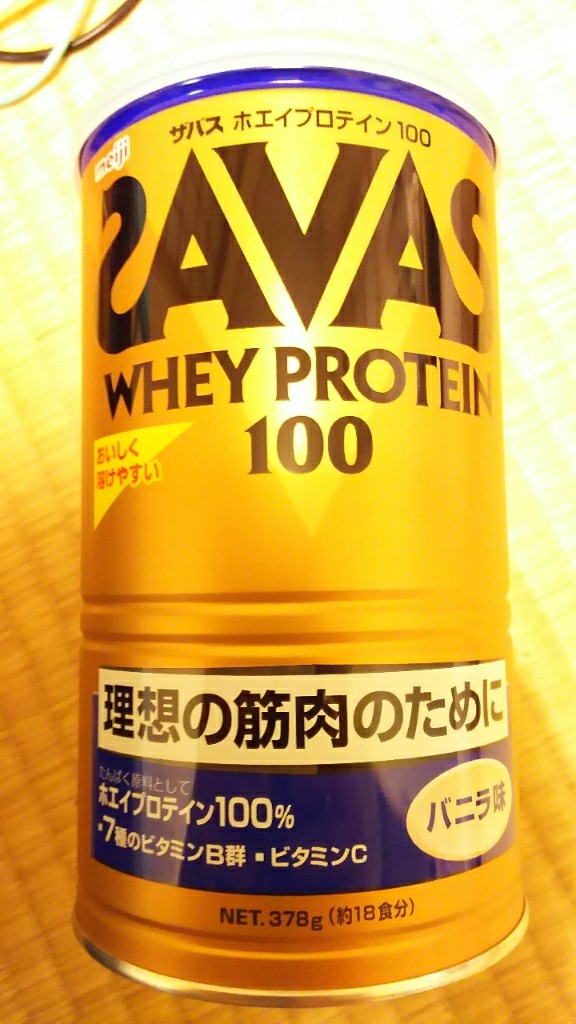 meiji
ザバス ホエイプロテイン100
SAVAS
WHEY PROTEIN
100
おいしく
溶けやすい
理想の筋肉のために
たんぱく原料として
ホエイプロテイン100%
▪7種のビタミンB群 ▪ビタミンC
バニラ味
NET.378g(約18食分)